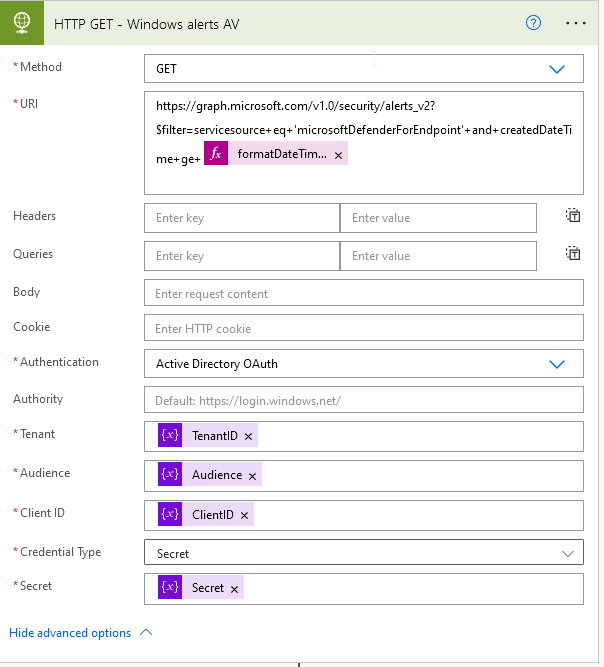 HTTP GET - Windows alerts AV
* Method
GET
* URI
https://graph.microsoft.com/v1.0/security/alerts_v2?
$filter=servicesource+eq+'microsoftDefenderForEndpoint'+and+createdDateTi
me+ge+ fx formatDateTim... ×
Headers
Enter key
Enter value
Queries
Enter key
Enter value
Body
Enter request content
Cookie
Enter HTTP cookie
* Authentication
Active Directory OAuth
Authority
Default: https://login.windows.net/
* Tenant
{x} TenantID ×
* Audience
{x} Audience ×
* Client ID
{x} ClientID ×
* Credential Type
Secret
* Secret
{x} Secret ×
Hide advanced options